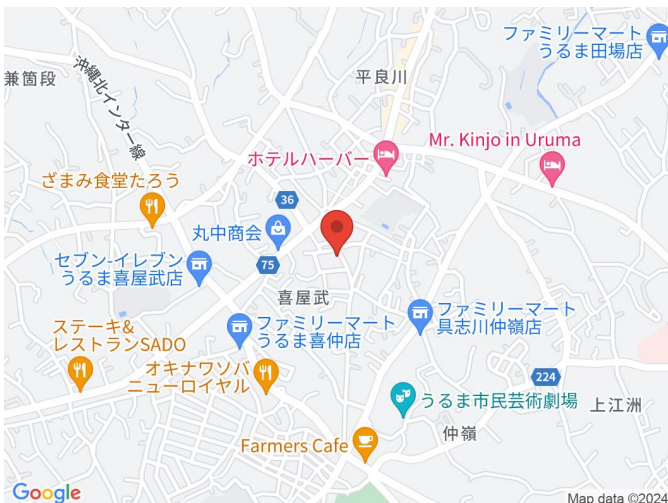 ファミリーマート
うるま田場店
兼箇段
沖縄北インター線
平良川
ホテルハーバー
Mr. Kinjo in Uruma
ざまみ食堂たろう
36
丸中商会
75
セブン-イレブン
うるま喜屋武店
喜屋武
ファミリーマート
うるま喜仲店
ファミリーマート
具志川仲嶺店
ステーキ&
レストランSADO
オキナワソバ
ニューロイヤル
224
うるま市民芸術劇場
上江洲
仲嶺
Farmers Cafe
Google
Map data ©2024